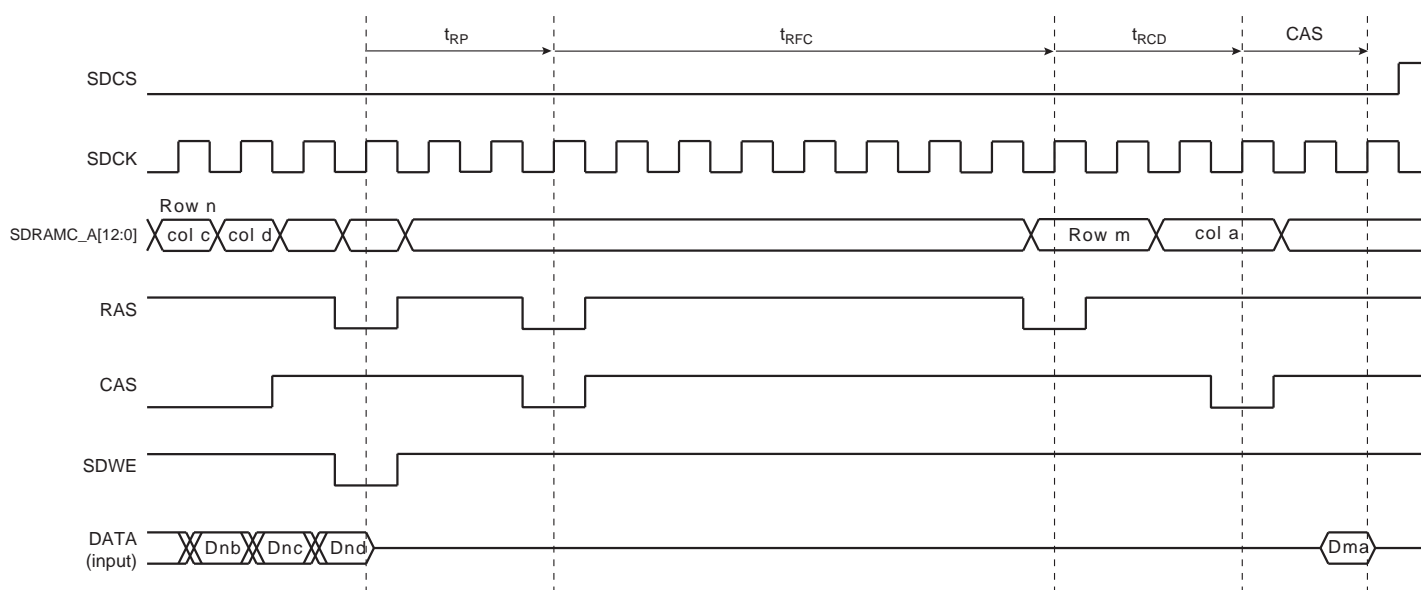 tRP
tRFC
tRCD
CAS
SDCS
SDCK
Row n
SDRAMC_A[12:0]
col c
col d
Row m
col a
RAS
CAS
SDWE
DATA
(input)
Dnb
Dnc
Dnd
Dma